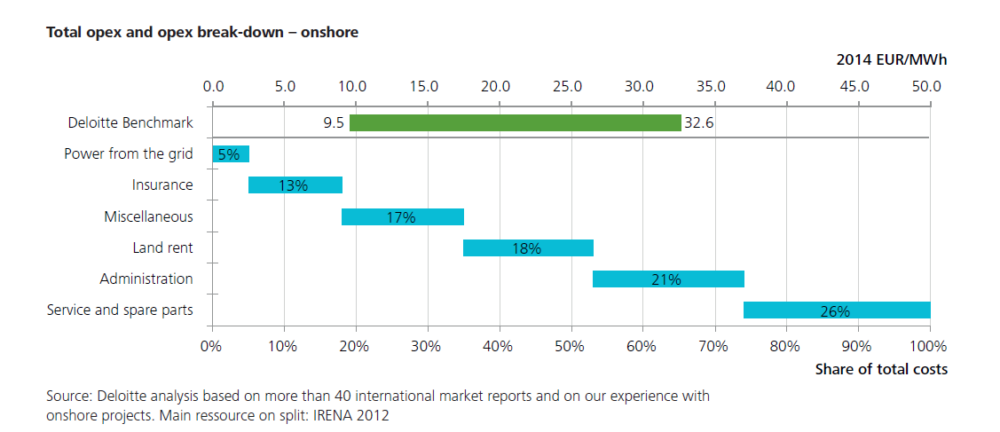 Total opex and opex break-down – onshore
2014 EUR/MWh
0.0 5.0 10.0 15.0 20.0 25.0 30.0 35.0 40.0 45.0 50.0
Deloitte Benchmark 9.5 32.6
Power from the grid 5%
Insurance 13%
Miscellaneous 17%
Land rent 18%
Administration 21%
Service and spare parts 26%
0% 10% 20% 30% 40% 50% 60% 70% 80% 90% 100%
Share of total costs
Source: Deloitte analysis based on more than 40 international market reports and on our experience with
onshore projects. Main ressource on split: IRENA 2012